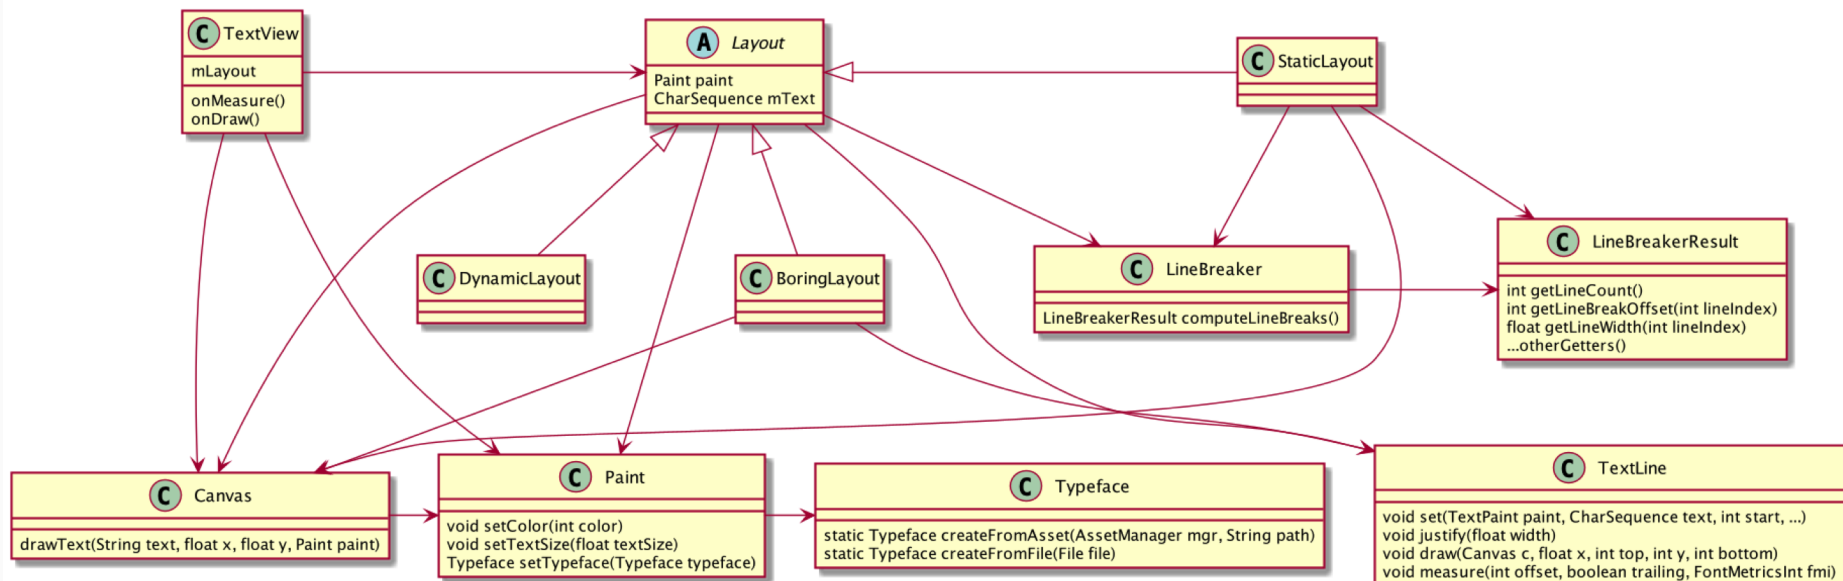 C TextView
mLayout
onMeasure()
onDraw()
A Layout
Paint paint
CharSequence mText
C StaticLayout
C DynamicLayout
C BoringLayout
C LineBreaker
LineBreakerResult computeLineBreaks()
C LineBreakerResult
int getLineCount()
int getLineBreakOffset(int lineIndex)
float getLineWidth(int lineIndex)
...otherGetters()
C Canvas
drawText(String text, float x, float y, Paint paint)
C Paint
void setColor(int color)
void setTextSize(float textSize)
Typeface setTypeface(Typeface typeface)
C Typeface
static Typeface createFromAsset(AssetManager mgr, String path)
static Typeface createFromFile(File file)
C TextLine
void set(TextPaint paint, CharSequence text, int start, ...)
void justify(float width)
void draw(Canvas c, float x, int top, int y, int bottom)
void measure(int offset, boolean trailing, FontMetricsInt fmi)